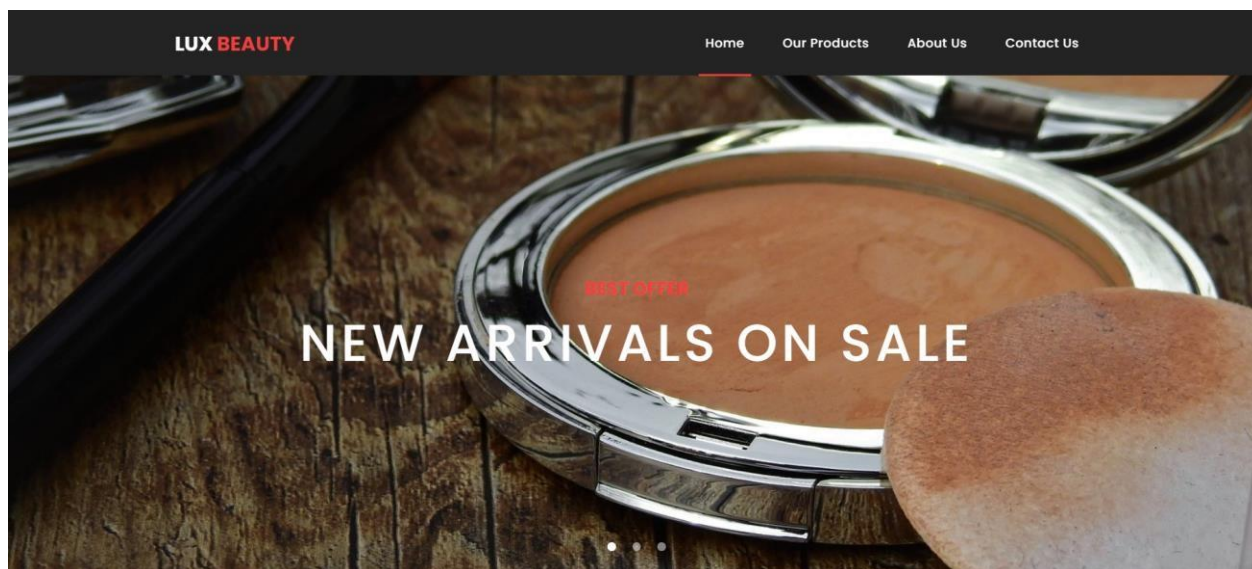 LUX BEAUTY
Home Our Products About Us Contact Us
BEST OFFER
NEW ARRIVALS ON SALE